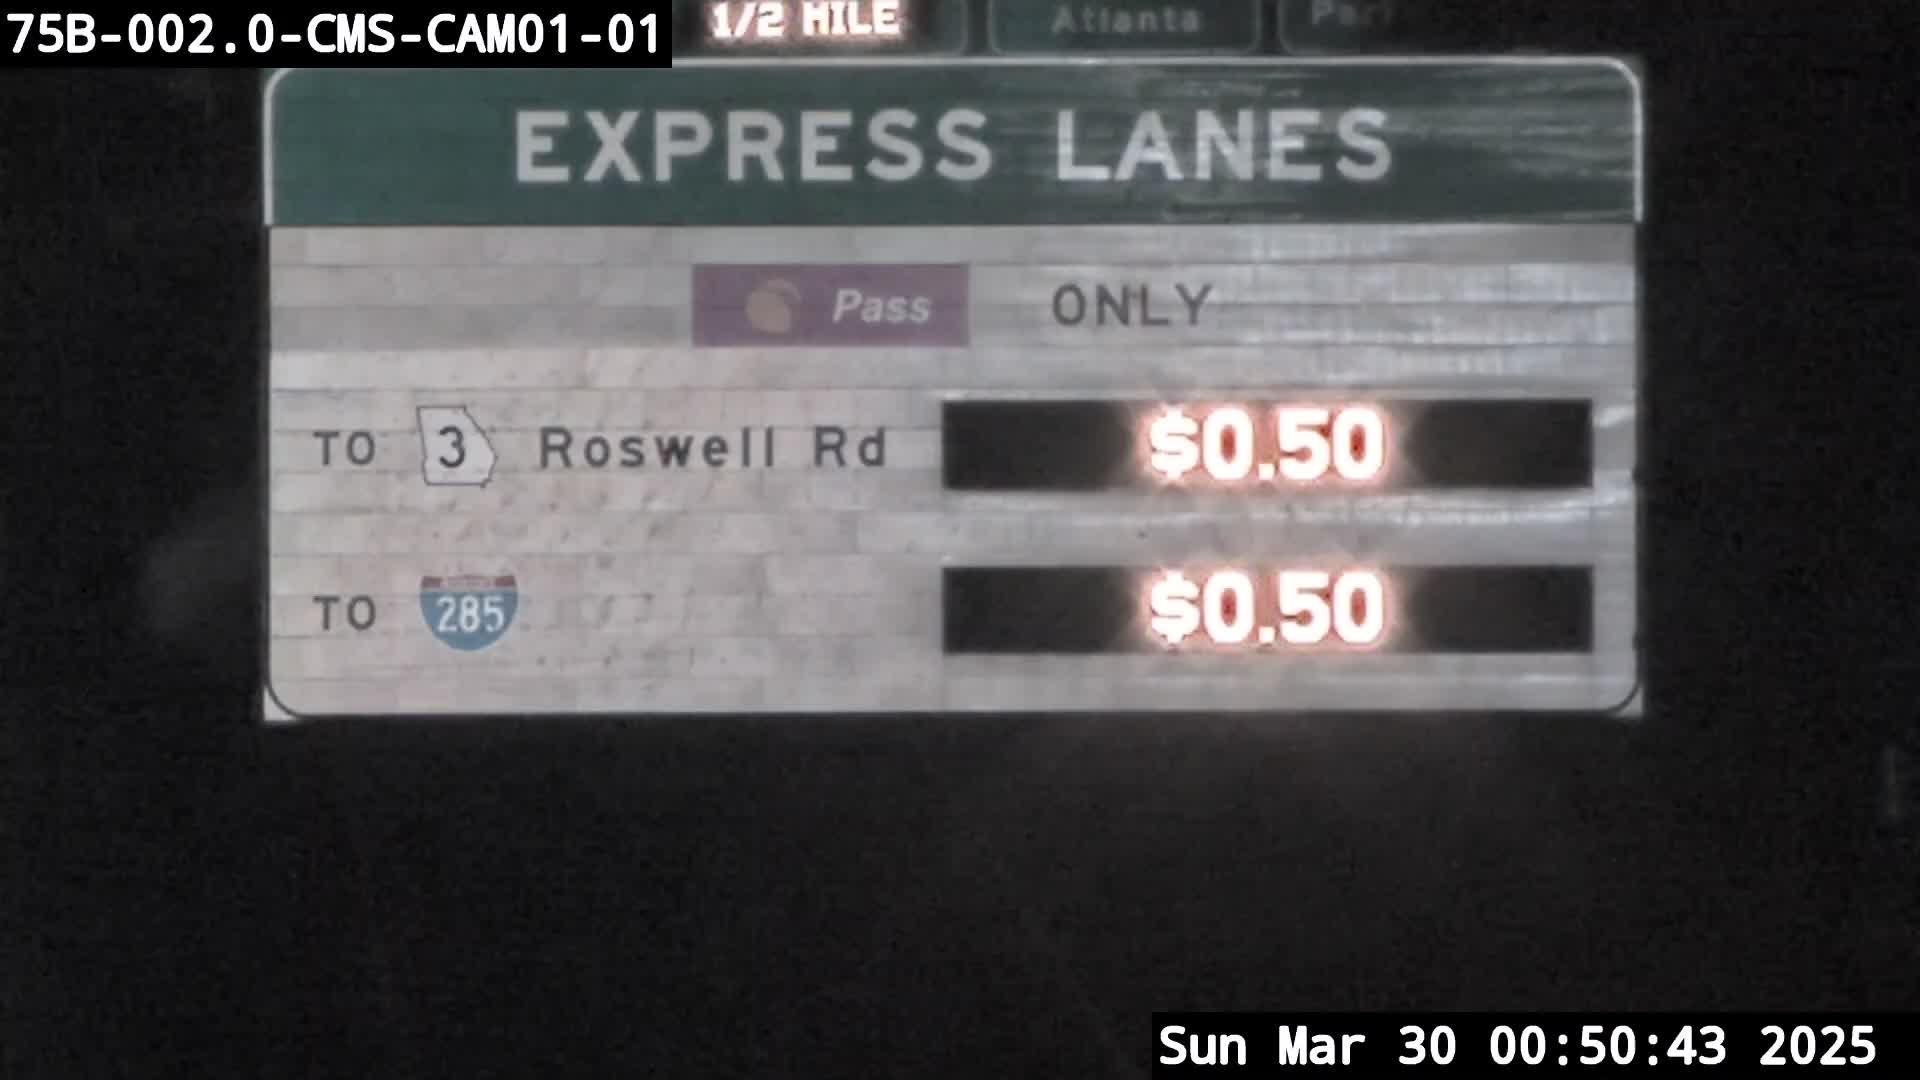 75B-002.0-CMS-CAM01-01
1/2 MILE
Atlanta
EXPRESS LANES
Pass ONLY
TO 3 Roswell Rd $0.50
TO 285 $0.50
Sun Mar 30 00:50:43 2025